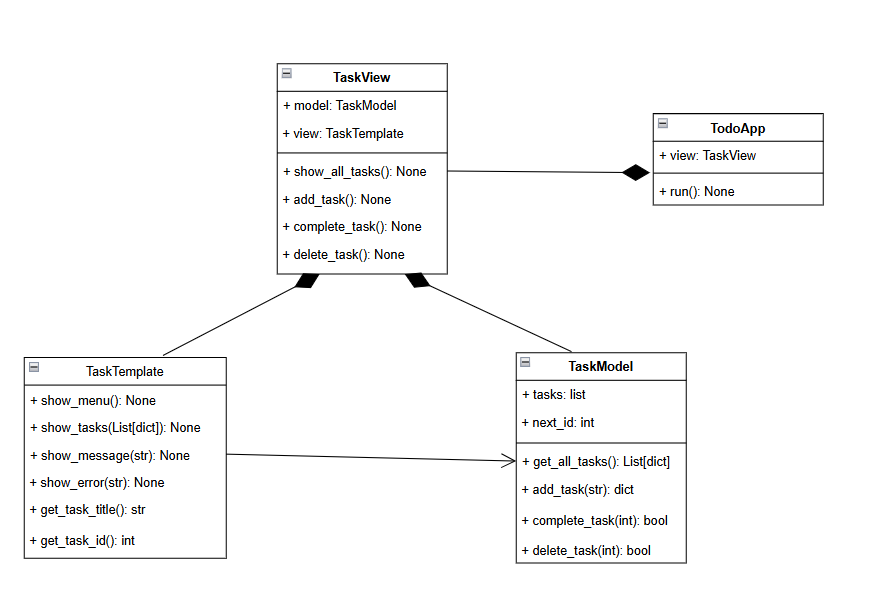 TaskView
+ model: TaskModel
+ view: TaskTemplate
+ show_all_tasks(): None
+ add_task(): None
+ complete_task(): None
+ delete_task(): None
TodoApp
+ view: TaskView
+ run(): None
TaskTemplate
+ show_menu(): None
+ show_tasks(List[dict]): None
+ show_message(str): None
+ show_error(str): None
+ get_task_title(): str
+ get_task_id(): int
TaskModel
+ tasks: list
+ next_id: int
+ get_all_tasks(): List[dict]
+ add_task(str): dict
+ complete_task(int): bool
+ delete_task(int): bool